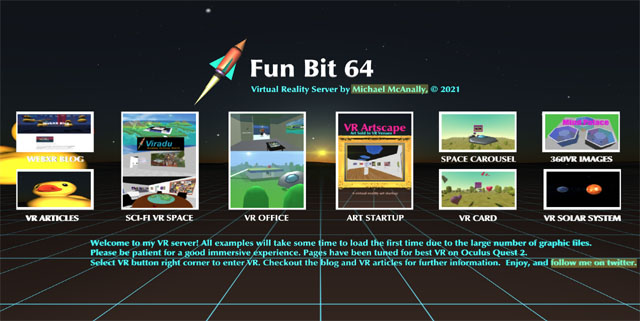 Fun Bit 64
Virtual Reality Server by Michael McAnally, © 2021
Viradu
VR Artscape
WEBXR BLOG
SPACE CAROUSEL
360VR IMAGES
VR ARTICLES
SCI-FI VR SPACE
VR OFFICE
ART STARTUP
VR CARD
VR SOLAR SYSTEM
Welcome to my VR server! All examples will take some time to load the first time due to the large number of graphic files.
Please be patient for a good immersive experience. Pages have been tuned for best VR on Oculus Quest 2.
Select VR button right corner to enter VR. Checkout the blog and VR articles for further information. Enjoy, and follow me on twitter.